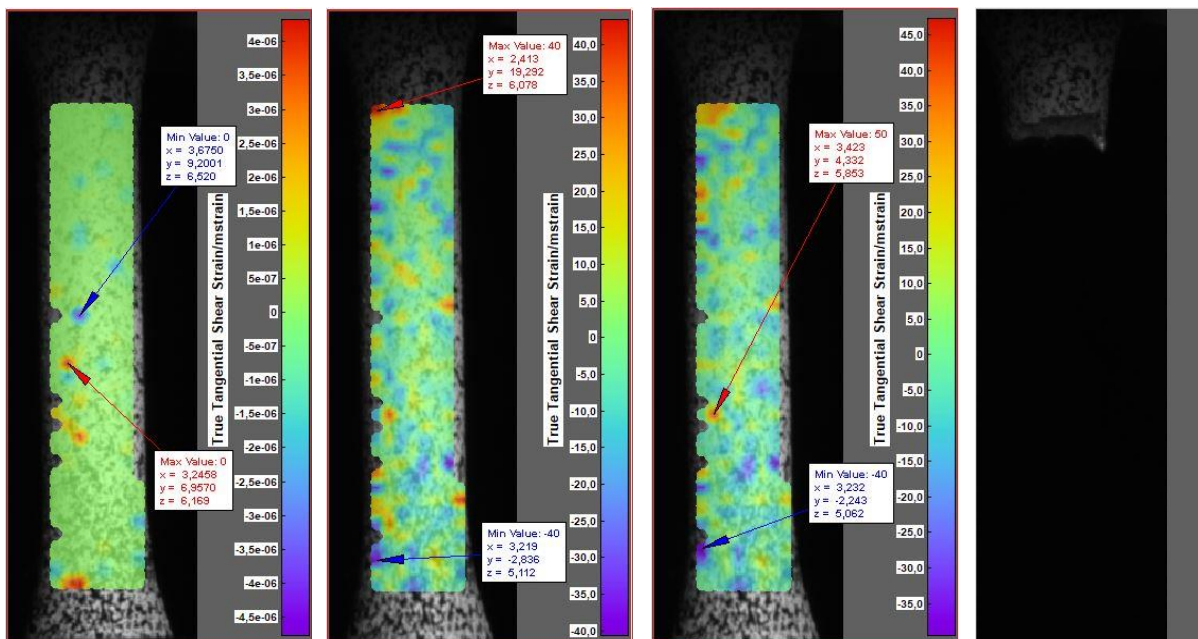 4e-06
3,5e-06
3e-06
2,5e-06
2e-06
1,5e-06
1e-06
5e-07
0
-5e-07
-1e-06
-1,5e-06
-2e-06
-2,5e-06
-3e-06
-3,5e-06
-4e-06
-4,5e-06
True Tangential Shear Strain/mstrain
Min Value: 0
x = 3,6750
y = 9,2001
z = 6,520
Max Value: 0
x = 3,2458
y = 6,9570
z = 6,169
40,0
35,0
30,0
25,0
20,0
15,0
10,0
5,0
0
-5,0
-10,0
-15,0
-20,0
-25,0
-30,0
-35,0
-40,0
True Tangential Shear Strain/mstrain
Max Value: 40
x = 2,413
y = 19,292
z = 6,078
Min Value: -40
x = 3,219
y = -2,836
z = 5,112
45,0
40,0
35,0
30,0
25,0
20,0
15,0
10,0
5,0
0
-5,0
-10,0
-15,0
-20,0
-25,0
-30,0
-35,0
True Tangential Shear Strain/mstrain
Max Value: 50
x = 3,423
y = 4,332
z = 5,853
Min Value: -40
x = 3,232
y = -2,243
z = 5,062